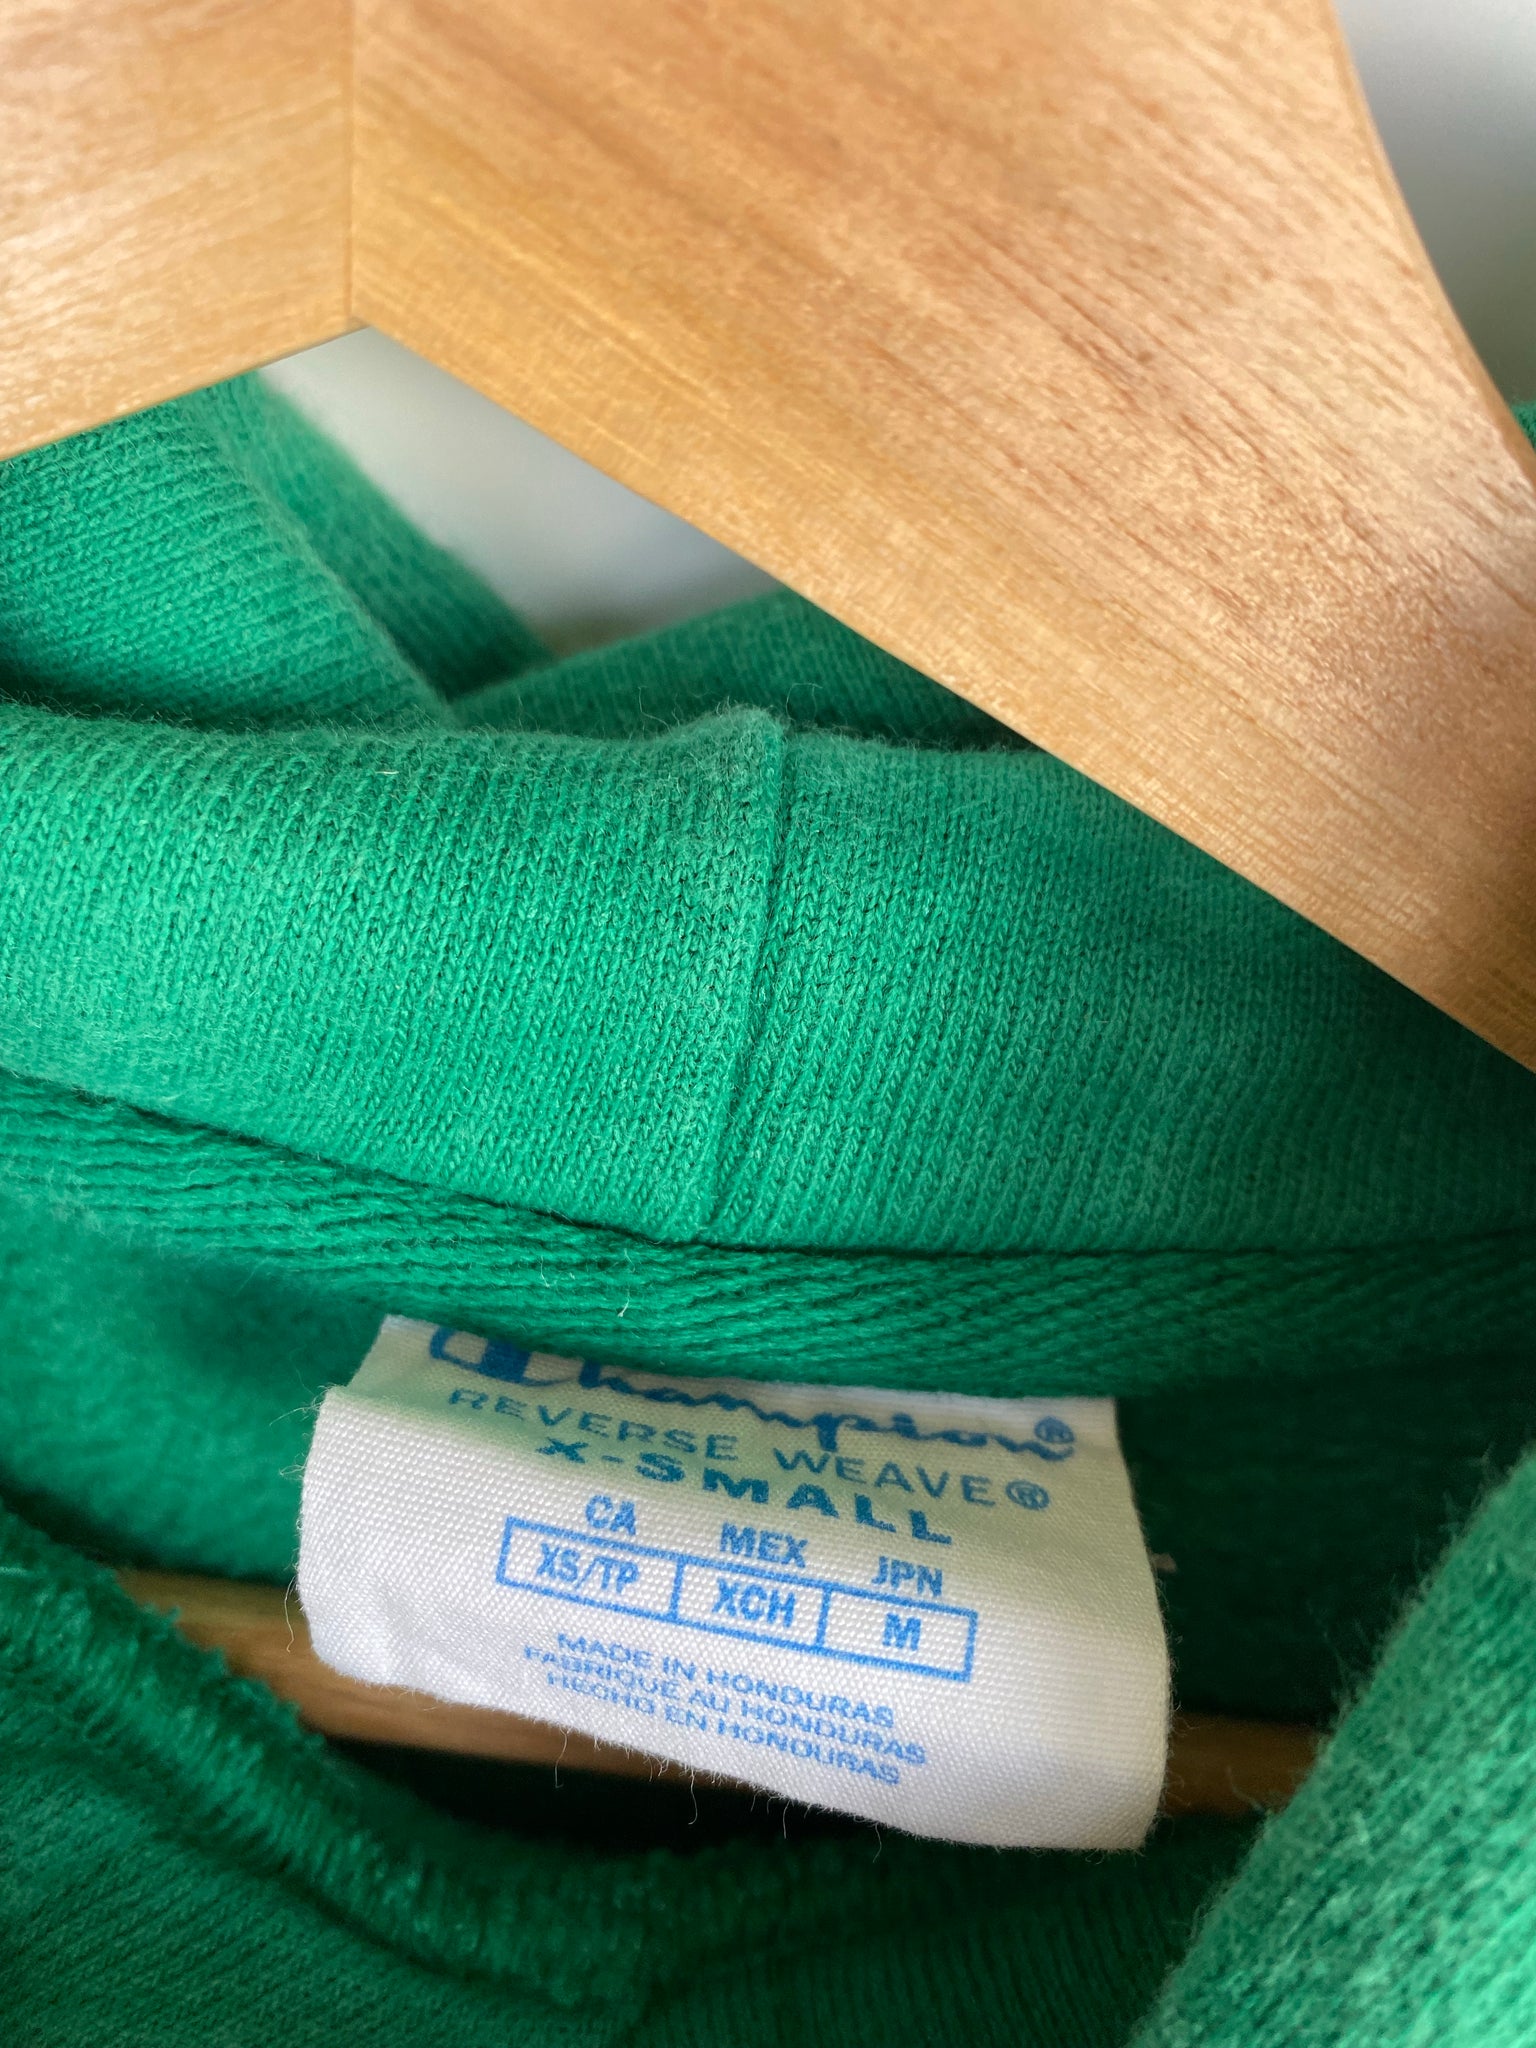 Champion®
REVERSE WEAVE®
X-SMALL
CA MEX JPN
XS/TP XCH M
MADE IN HONDURAS
FABRIQUÉ AU HONDURAS
HECHO EN HONDURAS